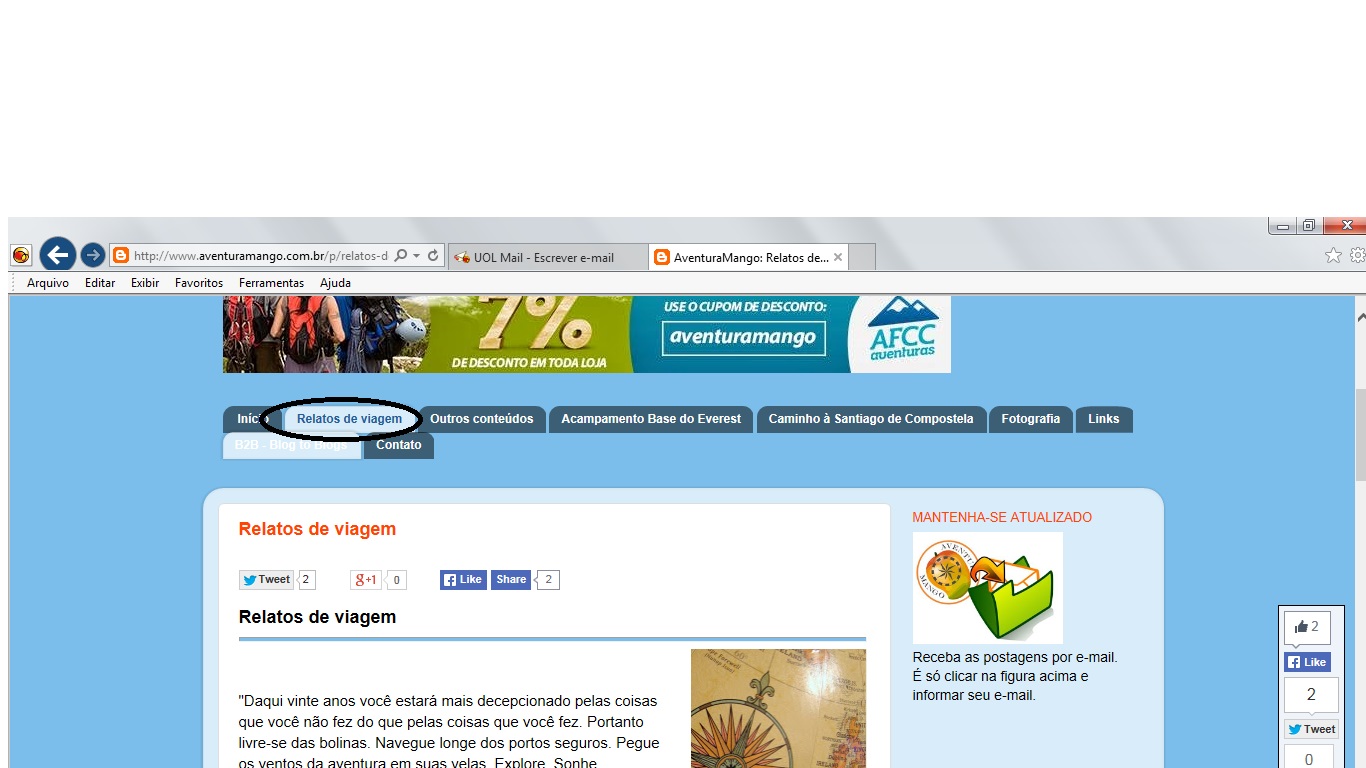 http://www.aventuramango.com.br/p/relatos-d
UOL Mail - Escrever e-mail
AventuraMango: Relatos de...
Arquivo Editar Exibir Favoritos Ferramentas Ajuda
7%
DE DESCONTO EM TODA LOJA
USE O CUPOM DE DESCONTO:
aventuramango
AFCC
aventuras
Início Relatos de viagem Outros conteúdos Acampamento Base do Everest Caminho à Santiago de Compostela Fotografia Links
B2B - Blog to Blogs Contato
Relatos de viagem
Tweet 2 g+1 0 Like Share 2
Relatos de viagem
"Daqui vinte anos você estará mais decepcionado pelas coisas
que você não fez do que pelas coisas que você fez. Portanto
livre-se das bolinas. Navegue longe dos portos seguros. Pegue
os ventos da aventura em suas velas. Explore. Sonhe.
MANTENHA-SE ATUALIZADO
AVENTURA
MANGO
Receba as postagens por e-mail.
É só clicar na figura acima e
informar seu e-mail.
2
Like
2
Tweet
0